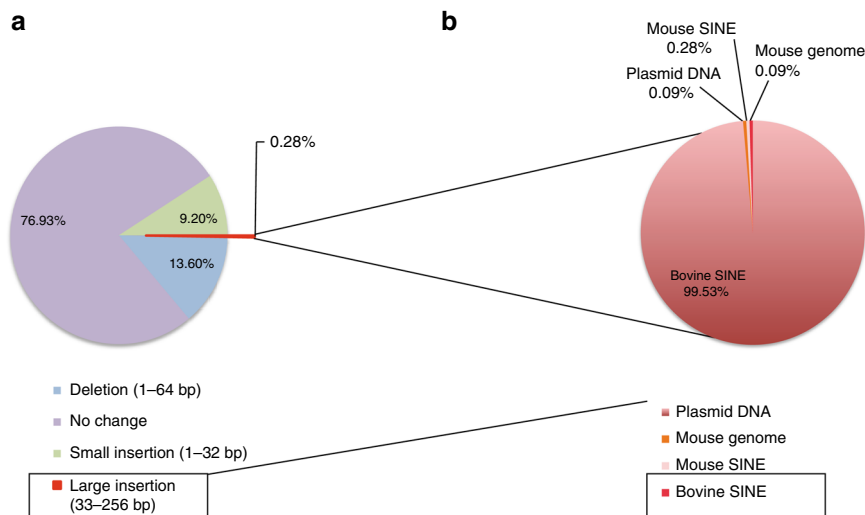 a
b
Mouse SINE
0.28%
Mouse genome
0.09%
Plasmid DNA
0.09%
0.28%
76.93%
9.20%
13.60%
Bovine SINE
99.53%
Deletion (1–64 bp)
No change
Small insertion (1–32 bp)
Large insertion
(33–256 bp)
Plasmid DNA
Mouse genome
Mouse SINE
Bovine SINE